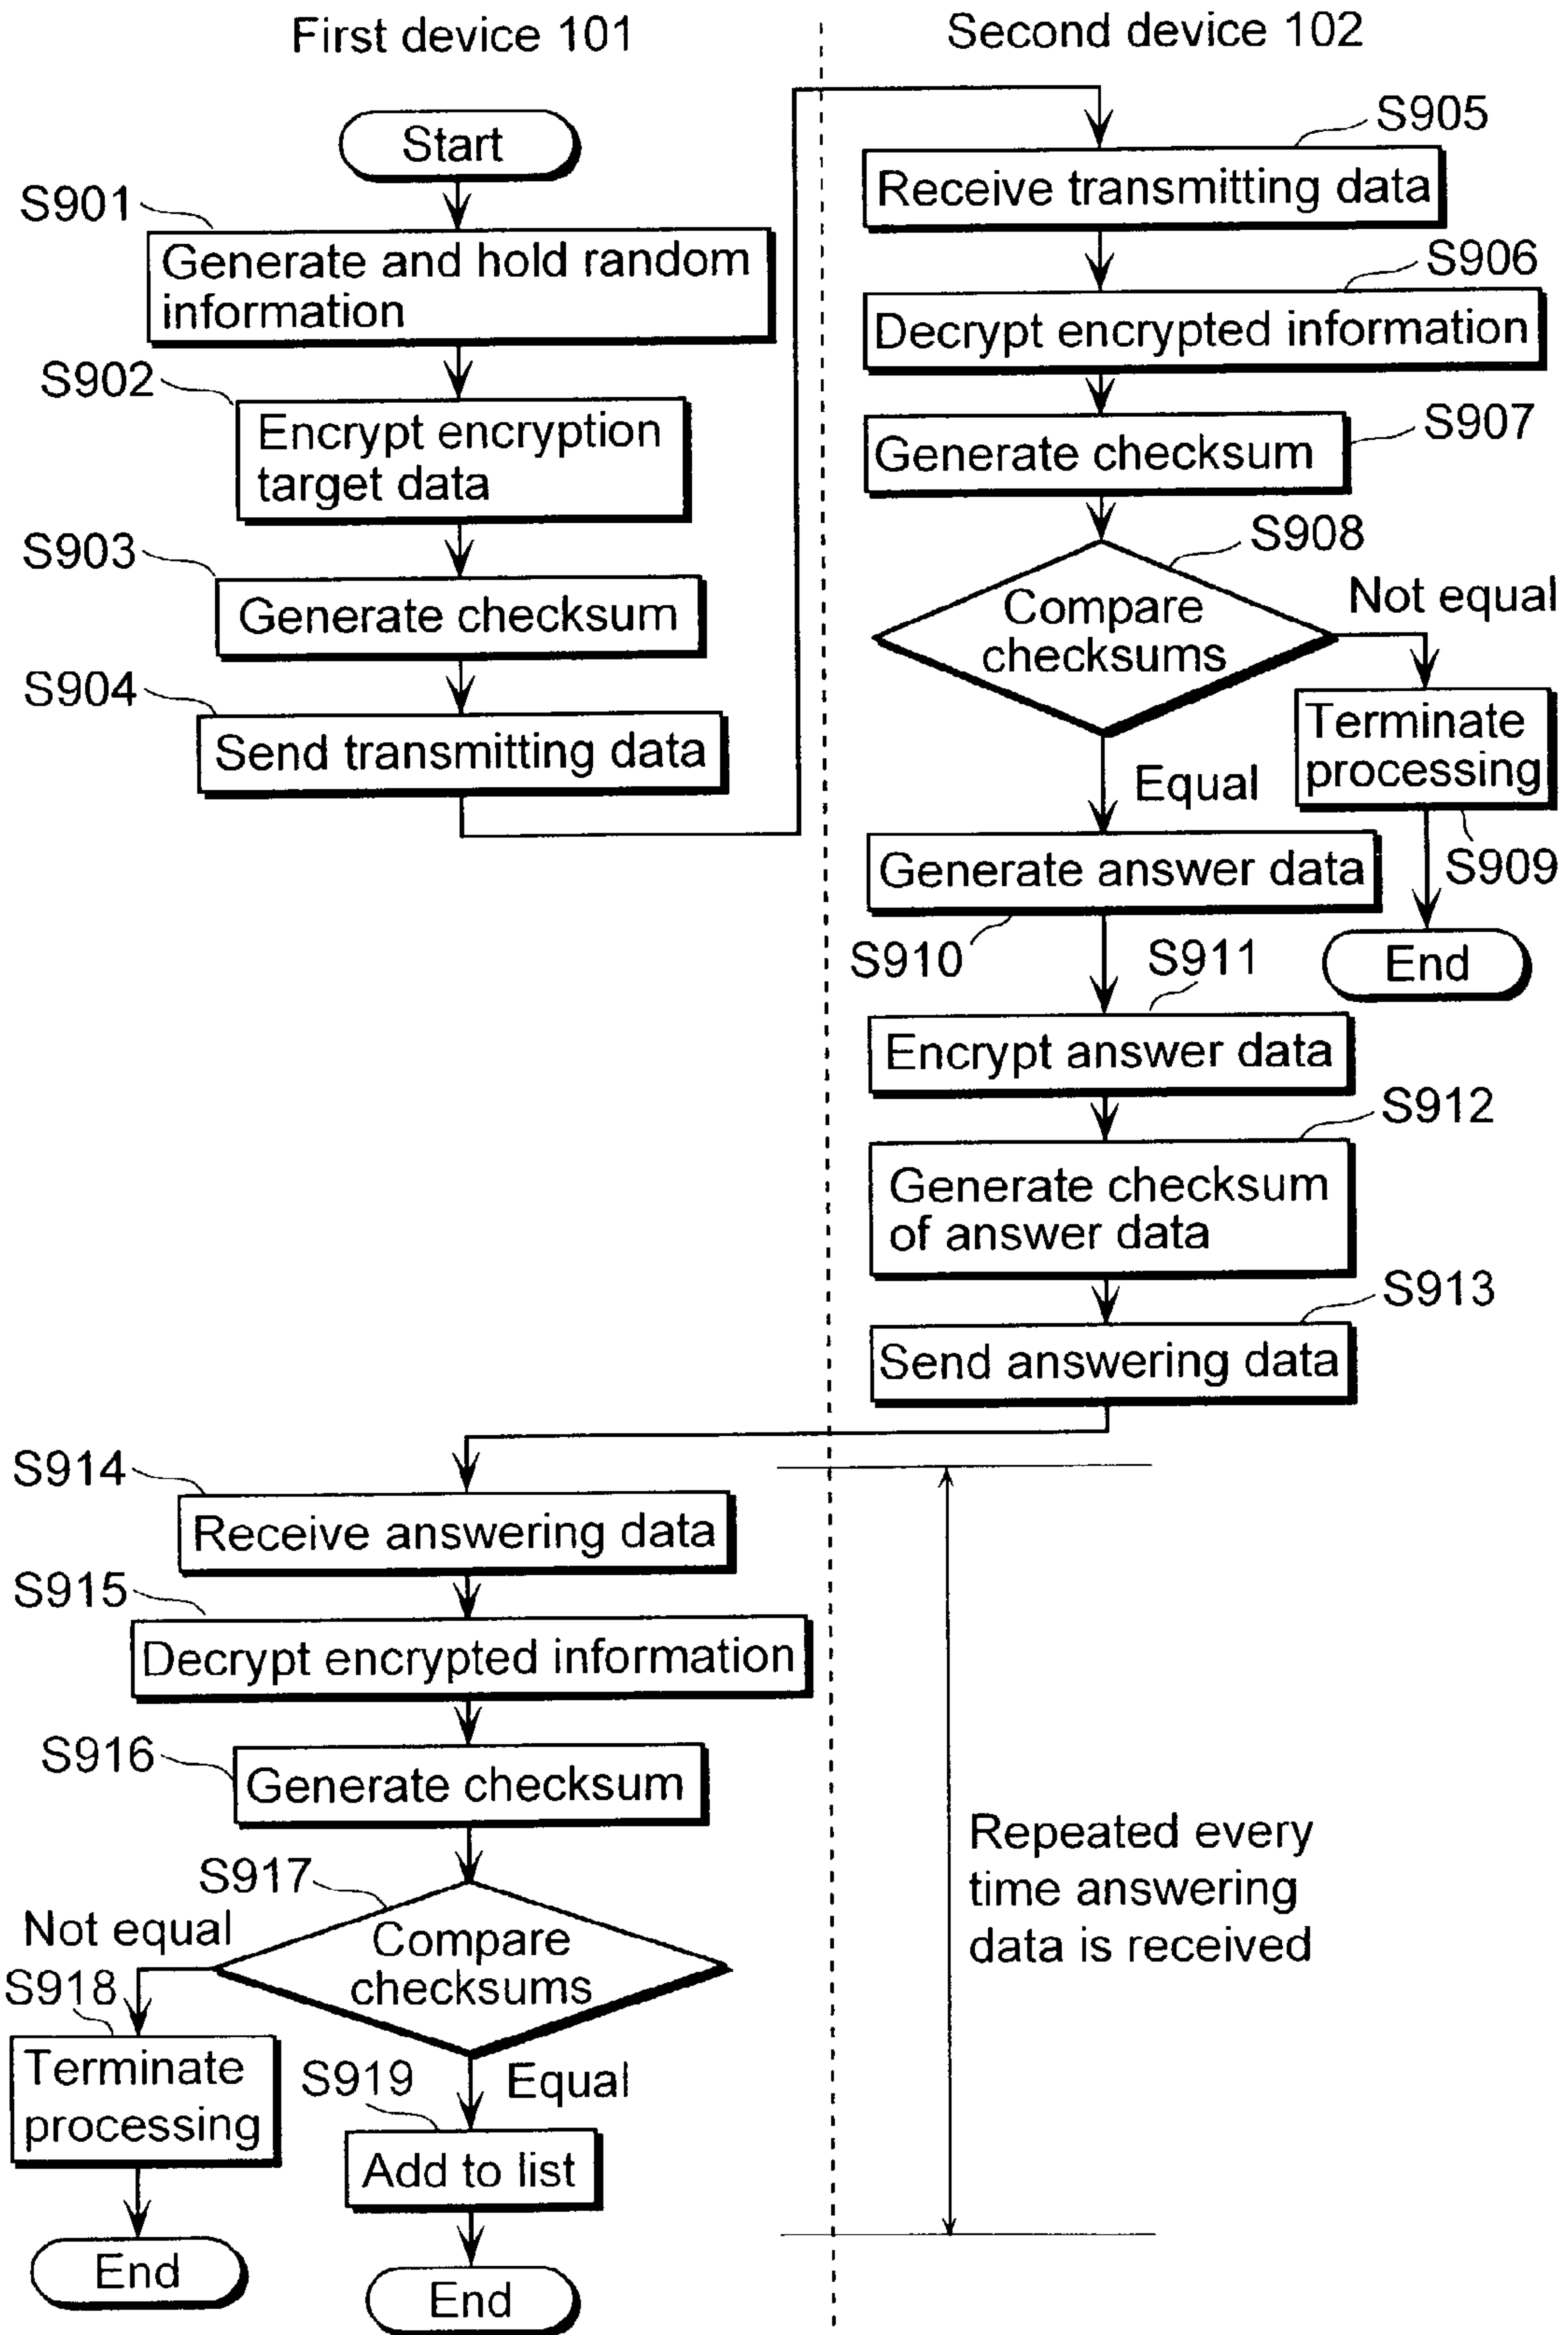 First device 101
Second device 102
Start
S901
Generate and hold random
information
S902
Encrypt encryption
target data
S903
Generate checksum
S904
Send transmitting data
S905
Receive transmitting data
S906
Decrypt encrypted information
S907
Generate checksum
S908
Compare
checksums
Not equal
Terminate
processing
S909
End
Equal
Generate answer data
S910
S911
Encrypt answer data
S912
Generate checksum
of answer data
S913
Send answering data
S914
Receive answering data
S915
Decrypt encrypted information
S916
Generate checksum
S917
Compare
checksums
Not equal
S918
Terminate
processing
End
S919
Equal
Add to list
End
Repeated every
time answering
data is received